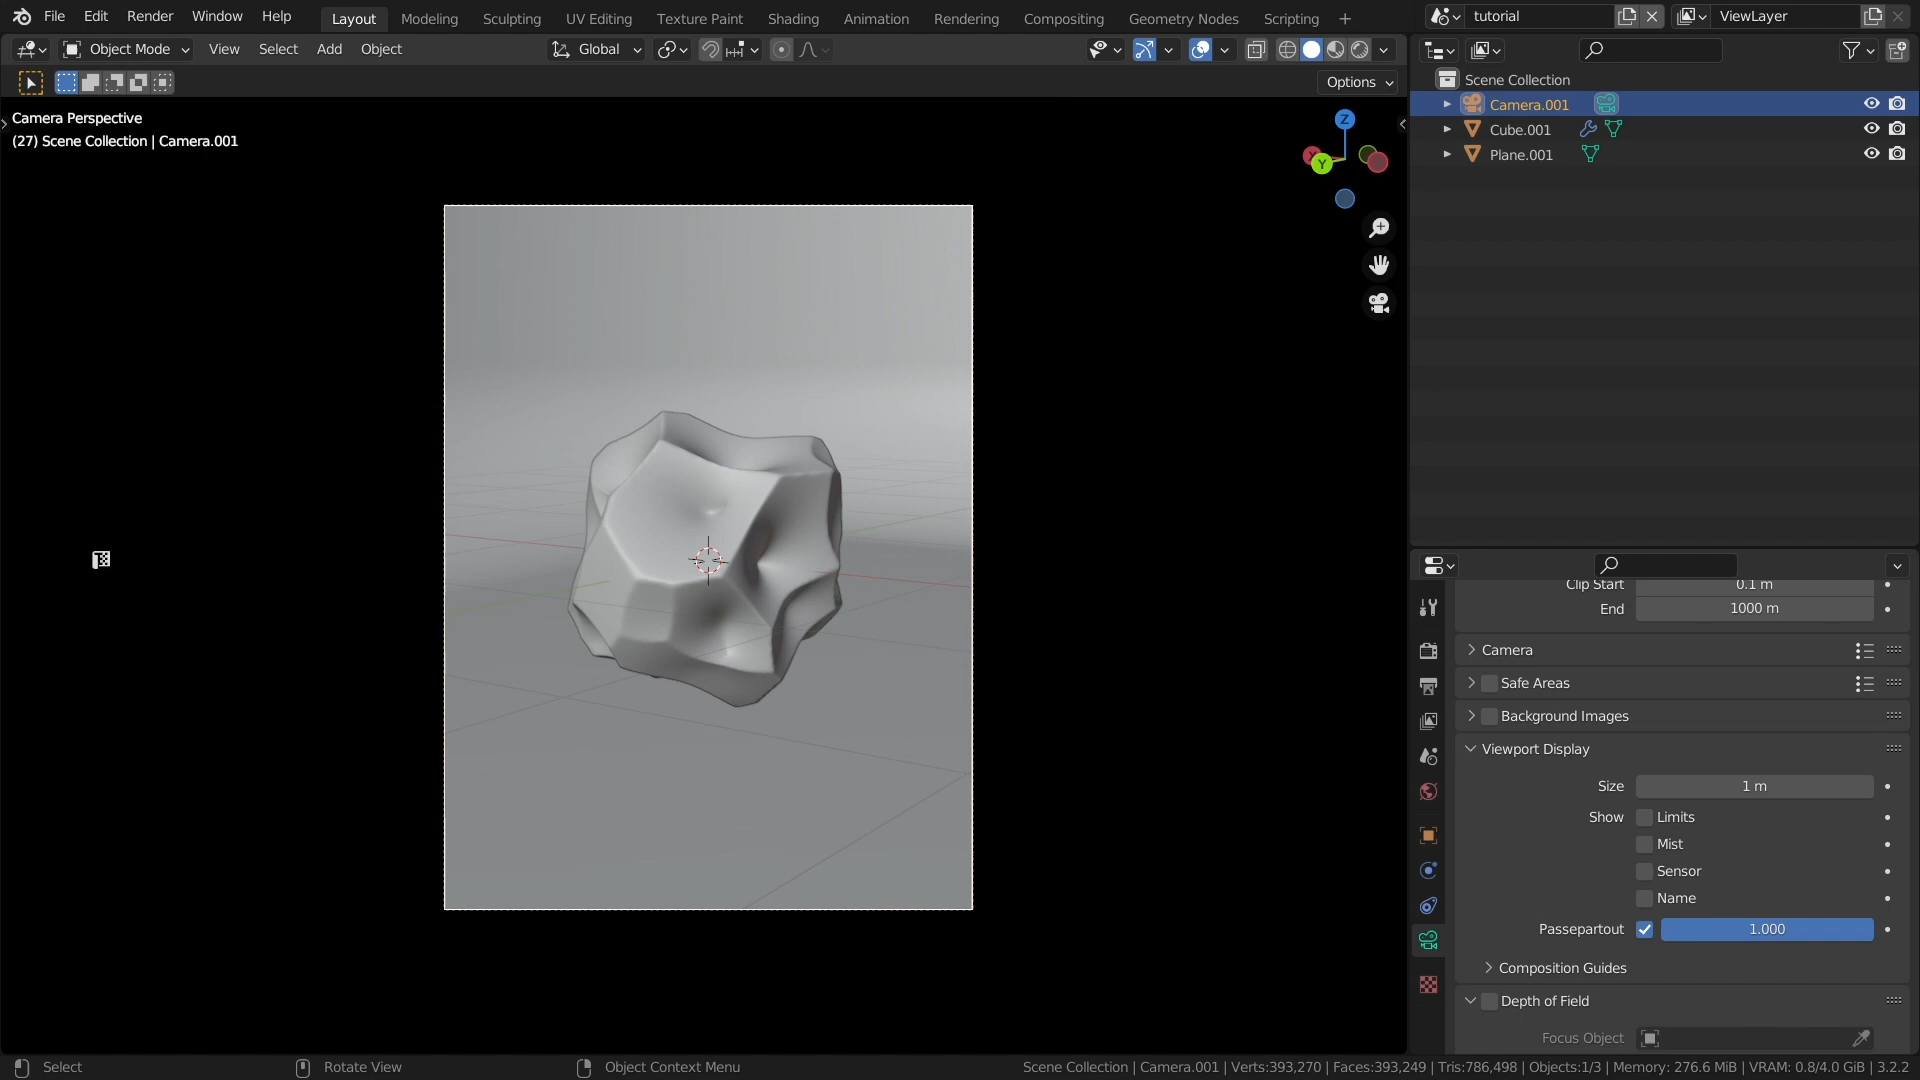 File Edit Render Window Help
Layout Modeling Sculpting UV Editing Texture Paint Shading Animation Rendering Compositing Geometry Nodes Scripting +
tutorial
ViewLayer
Object Mode View Select Add Object
Global
Options
Camera Perspective
(27) Scene Collection | Camera.001
Z
Y
Scene Collection
Camera.001
Cube.001
Plane.001
Clip Start 0.1 m
End 1000 m
Camera
Safe Areas
Background Images
Viewport Display
Size 1 m
Show Limits
Mist
Sensor
Name
Passepartout 1.000
Composition Guides
Depth of Field
Focus Object
Select Rotate View Object Context Menu
Scene Collection | Camera.001 | Verts:393,270 | Faces:393,249 | Tris:786,498 | Objects:1/3 | Memory: 276.6 MiB | VRAM: 0.8/4.0 GiB | 3.2.2